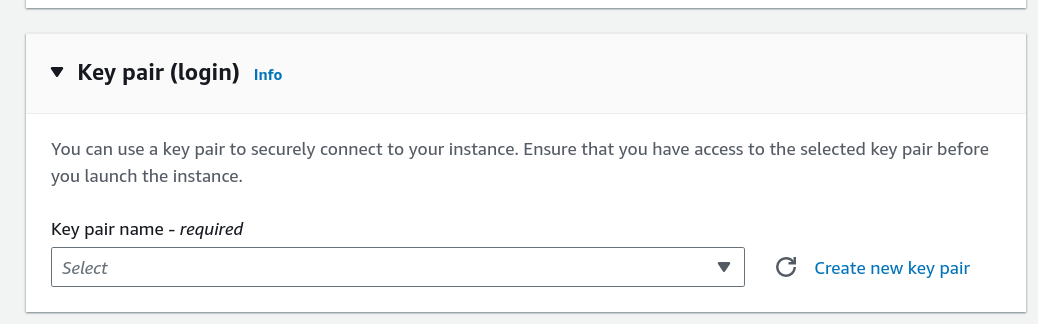 Key pair (login) Info
You can use a key pair to securely connect to your instance. Ensure that you have access to the selected key pair before
you launch the instance.
Key pair name - required
Select
Create new key pair